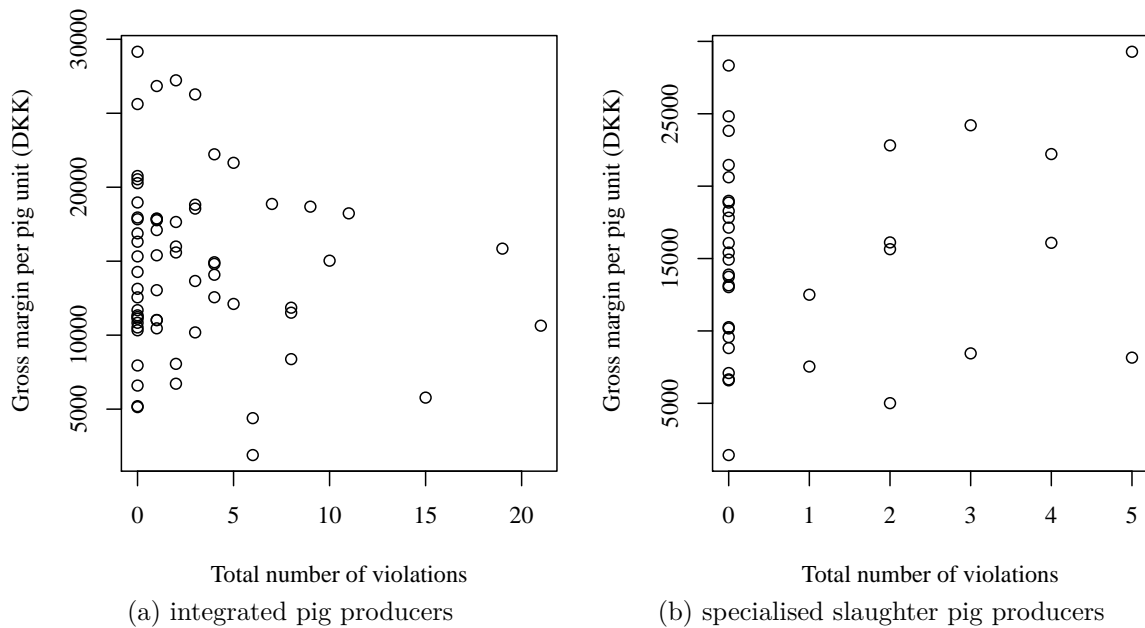 Gross margin per pig unit (DKK)
30000
20000
10000
5000
0 5 10 15 20
Total number of violations
(a) integrated pig producers
Gross margin per pig unit (DKK)
25000
15000
5000
0 1 2 3 4 5
Total number of violations
(b) specialised slaughter pig producers